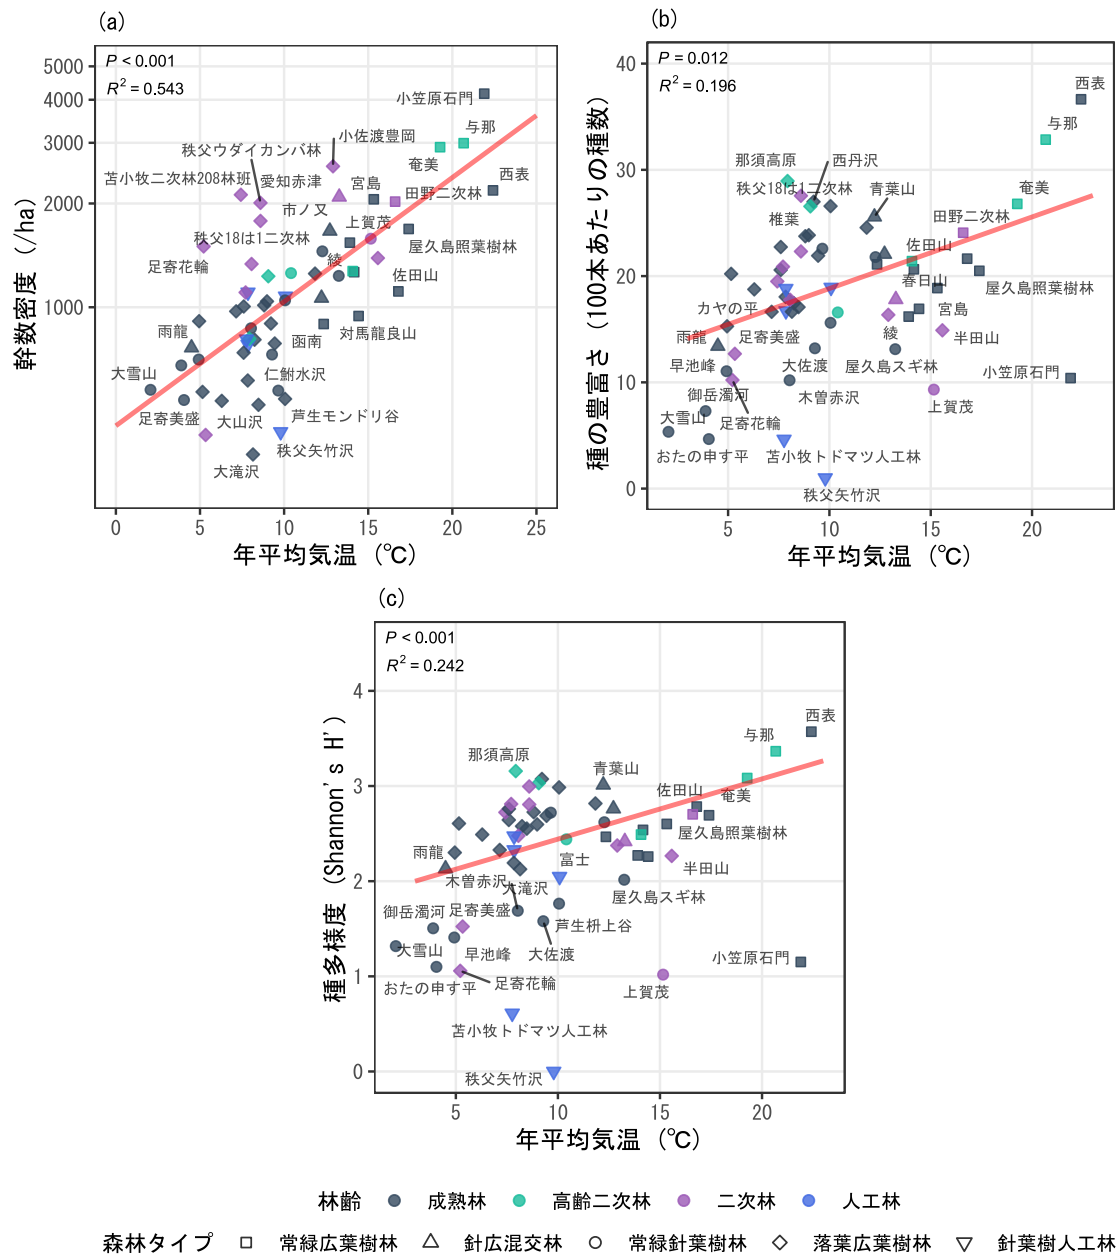 (a)
P < 0.001
R² = 0.543
5000
4000
3000
2000
1000
幹数密度 (/ha)
小笠原石門
与那
小佐渡豊岡
秩父ウダイカンバ林
奄美
西表
苫小牧二次林208林班
愛知赤津
宮島
田野二次林
市ノ又
上賀茂
秩父18は1二次林
屋久島照葉樹林
足寄花輪
綾
佐田山
雨龍
函南
対馬龍良山
大雪山
仁鮒水沢
足寄美盛
大山沢
芦生モンドリ谷
秩父矢竹沢
大滝沢
0
5
10
15
20
25
年平均気温 (℃)
(b)
P = 0.012
R² = 0.196
40
30
20
10
0
種の豊富さ (100本あたりの種数)
西表
与那
那須高原
西丹沢
秩父18は1二次林
青葉山
奄美
椎葉
田野二次林
佐田山
春日山
屋久島照葉樹林
カヤの平
宮島
雨龍
足寄美盛
綾
半田山
早池峰
大佐渡
屋久島スギ林
小笠原石門
御岳濁河
木曽赤沢
大雪山
足寄花輪
上賀茂
おたの申す平
苫小牧トドマツ人工林
秩父矢竹沢
5
10
15
20
年平均気温 (℃)
(c)
P < 0.001
R² = 0.242
4
3
2
1
0
種多様度 (Shannon's H')
西表
与那
那須高原
青葉山
佐田山
奄美
屋久島照葉樹林
雨龍
富士
半田山
木曽赤沢
大滝沢
屋久島スギ林
御岳濁河
足寄美盛
芦生枡上谷
大雪山
早池峰
大佐渡
小笠原石門
おたの申す平
足寄花輪
上賀茂
苫小牧トドマツ人工林
秩父矢竹沢
5
10
15
20
年平均気温 (℃)
林齢 成熟林 高齢二次林 二次林 人工林
森林タイプ 常緑広葉樹林 針広混交林 常緑針葉樹林 落葉広葉樹林 針葉樹人工林